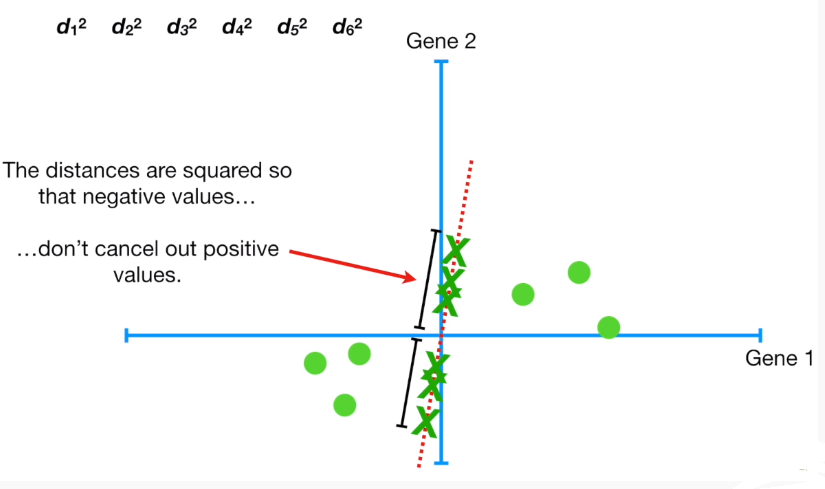 d₁² d₂² d₃² d₄² d₅² d₆²
Gene 2
The distances are squared so
that negative values…
…don’t cancel out positive
values.
Gene 1